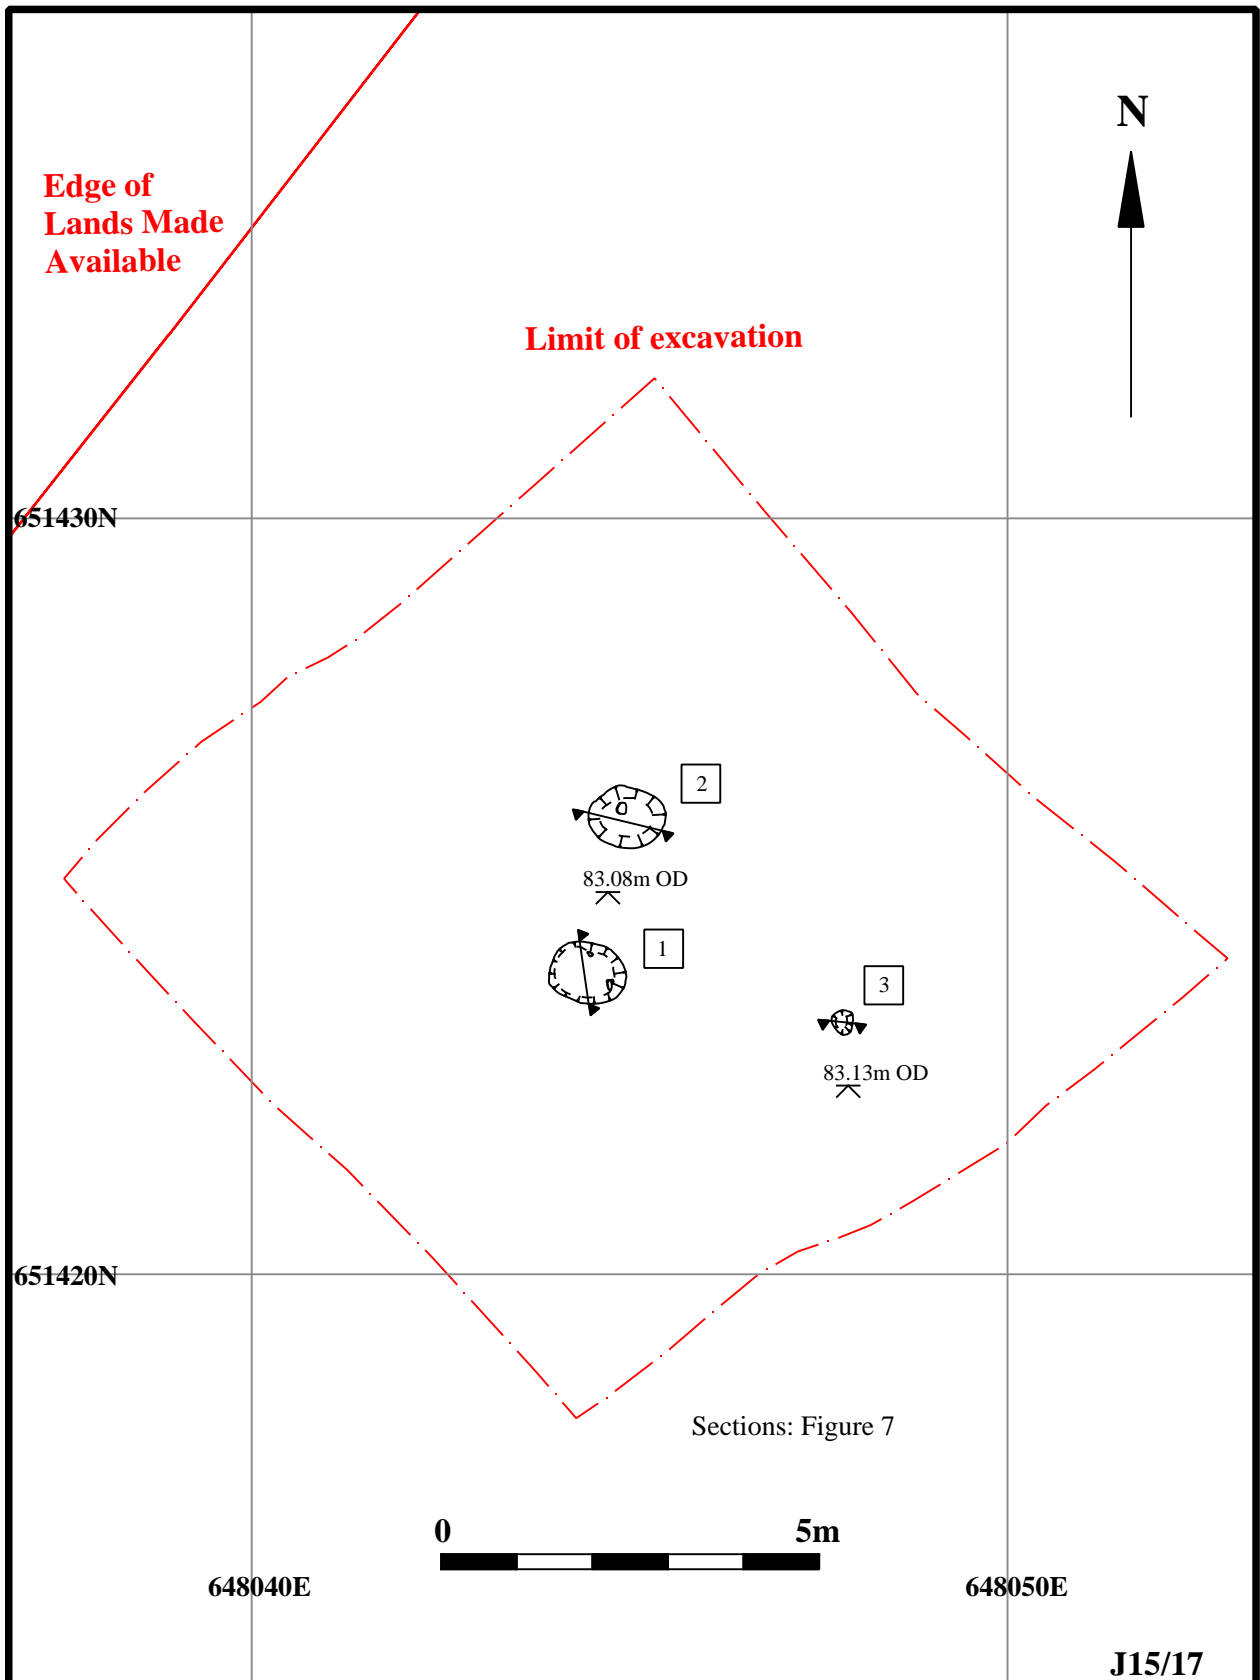 N
Edge of
Lands Made
Available
Limit of excavation
651430N
2
83.08m OD
1
3
83.13m OD
651420N
Sections: Figure 7
0 5m
648040E 648050E
J15/17